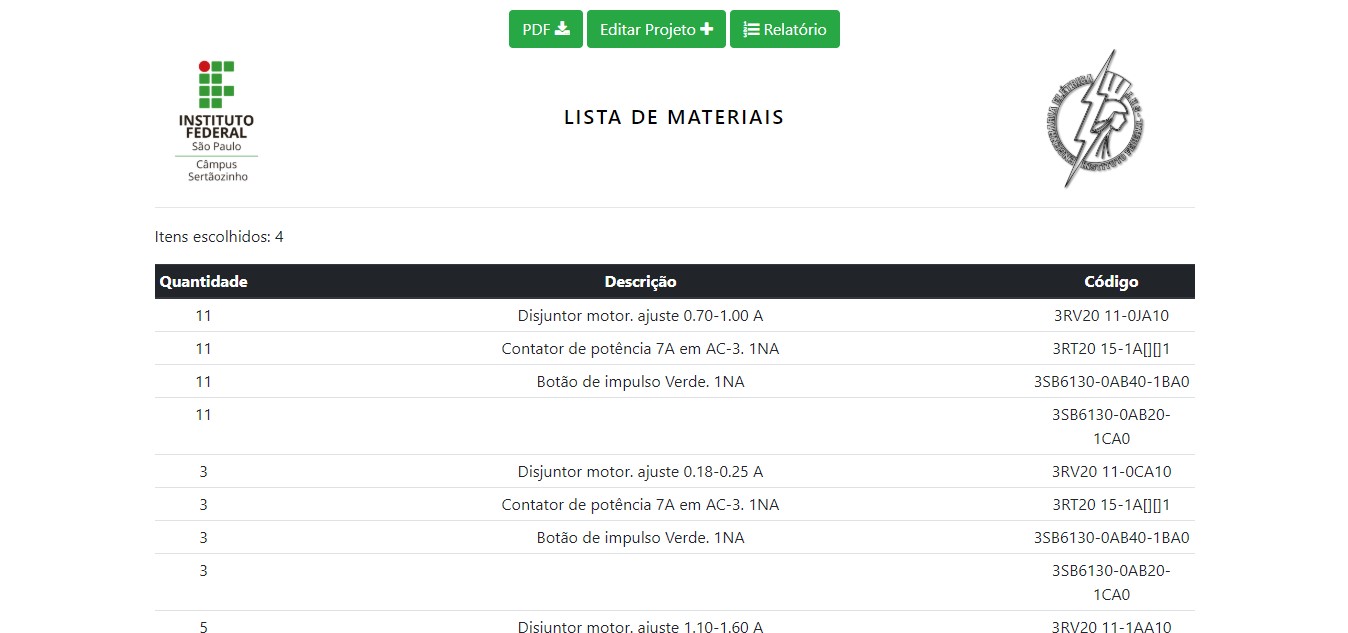 PDF
Editar Projeto
Relatório
INSTITUTO
FEDERAL
São Paulo
Câmpus
Sertãozinho
LISTA DE MATERIAIS
Itens escolhidos: 4
Quantidade Descrição Código
11 Disjuntor motor. ajuste 0.70-1.00 A 3RV20 11-0JA10
11 Contator de potência 7A em AC-3. 1NA 3RT20 15-1A[][]1
11 Botão de impulso Verde. 1NA 3SB6130-0AB40-1BA0
11 3SB6130-0AB20-
1CA0
3 Disjuntor motor. ajuste 0.18-0.25 A 3RV20 11-0CA10
3 Contator de potência 7A em AC-3. 1NA 3RT20 15-1A[][]1
3 Botão de impulso Verde. 1NA 3SB6130-0AB40-1BA0
3 3SB6130-0AB20-
1CA0
5 Disjuntor motor. ajuste 1.10-1.60 A 3RV20 11-1AA10